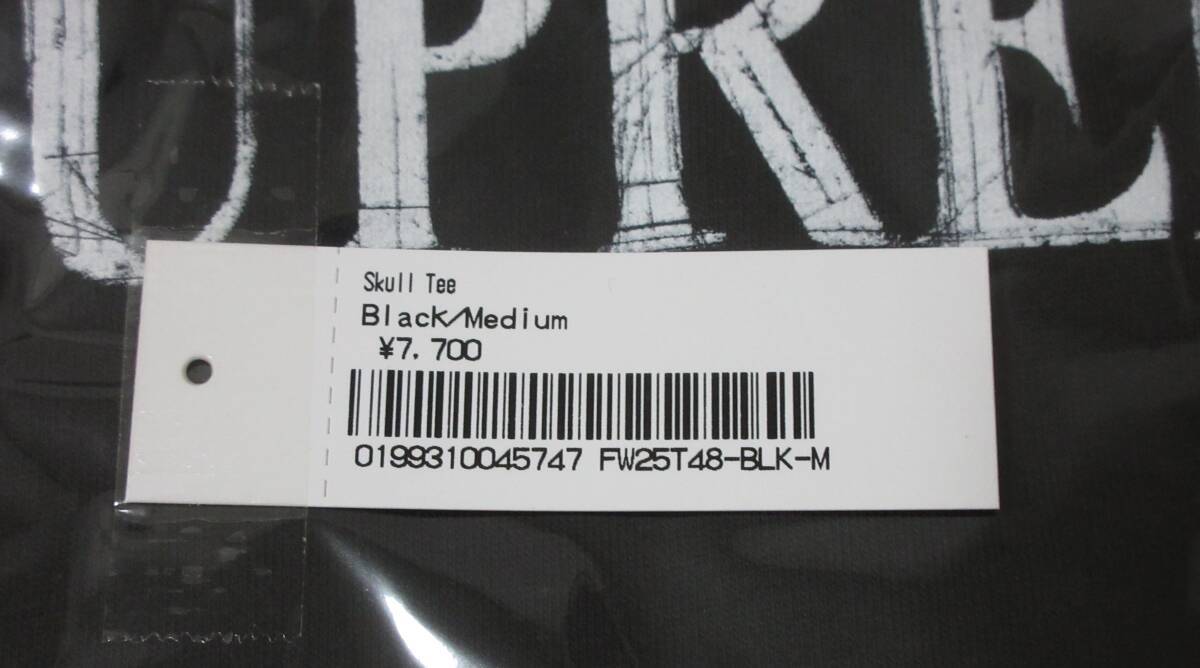 UPRE
Skull Tee
Black/Medium
¥7,700
0199310045747 FW25T48-BLK-M